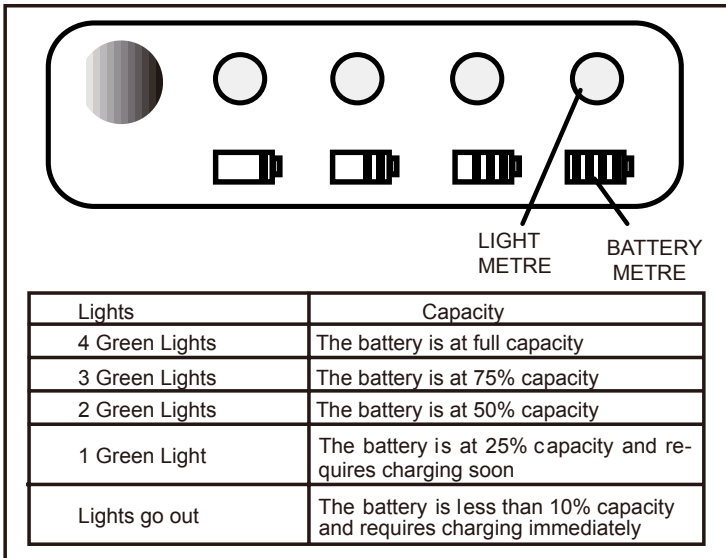 LIGHT
METRE
BATTERY
METRE
Lights Capacity
4 Green Lights The battery is at full capacity
3 Green Lights The battery is at 75% capacity
2 Green Lights The battery is at 50% capacity
1 Green Light The battery is at 25% capacity and re-
quires charging soon
Lights go out The battery is less than 10% capacity
and requires charging immediately